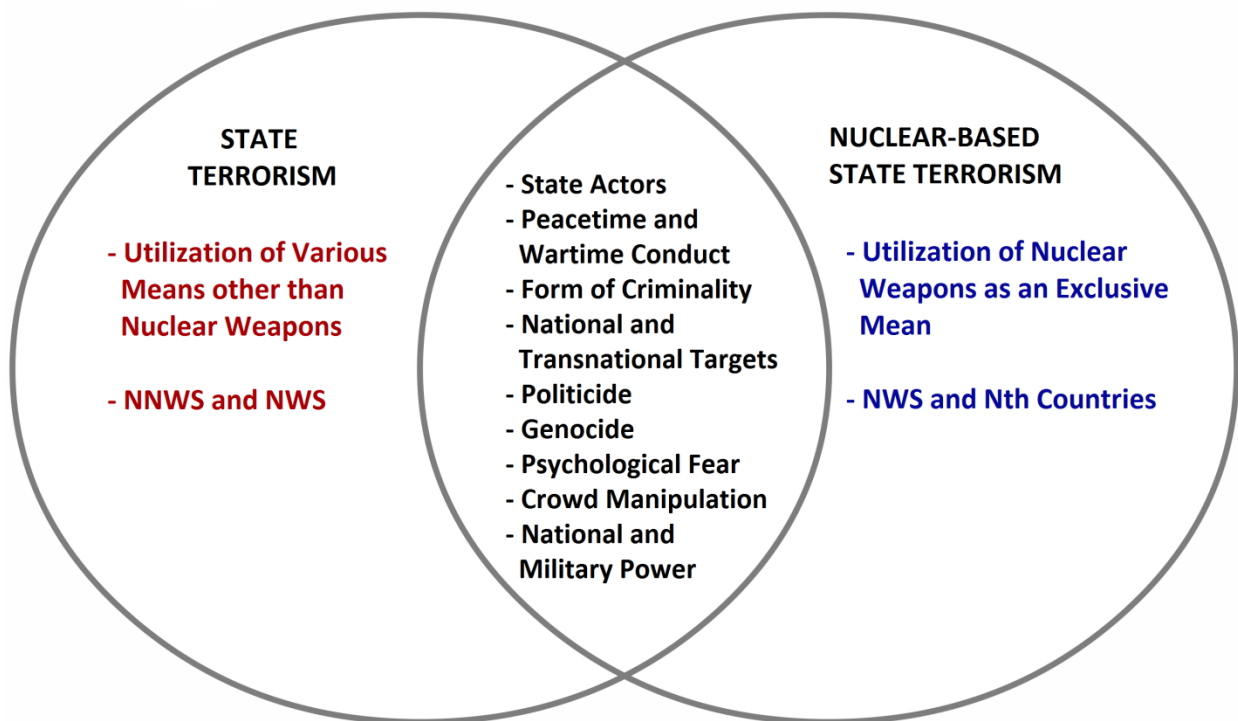 STATE
TERRORISM
- Utilization of Various
Means other than
Nuclear Weapons
- NNWS and NWS
- State Actors
- Peacetime and
Wartime Conduct
- Form of Criminality
- National and
Transnational Targets
- Politicide
- Genocide
- Psychological Fear
- Crowd Manipulation
- National and
Military Power
NUCLEAR-BASED
STATE TERRORISM
- Utilization of Nuclear
Weapons as an Exclusive
Mean
- NWS and Nth Countries